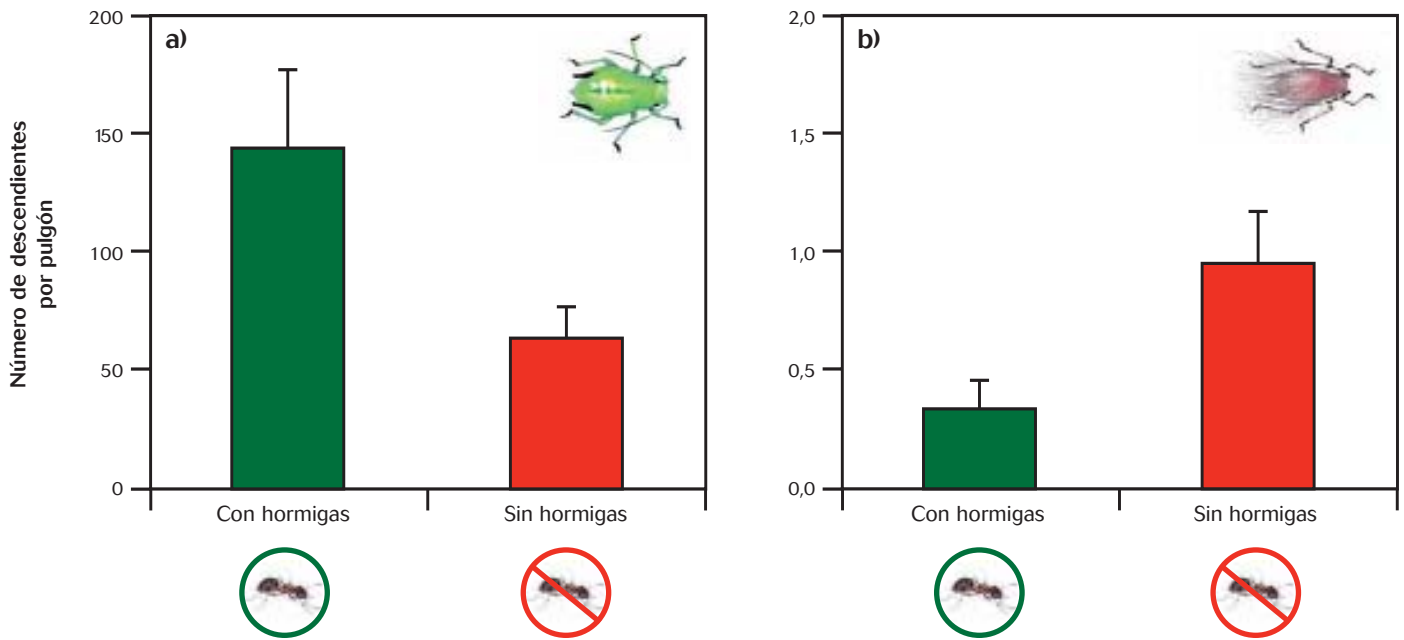 Número de descendientes
por pulgón
a)
200
150
100
50
0
Con hormigas
Sin hormigas
b)
2,0
1,5
1,0
0,5
0,0
Con hormigas
Sin hormigas